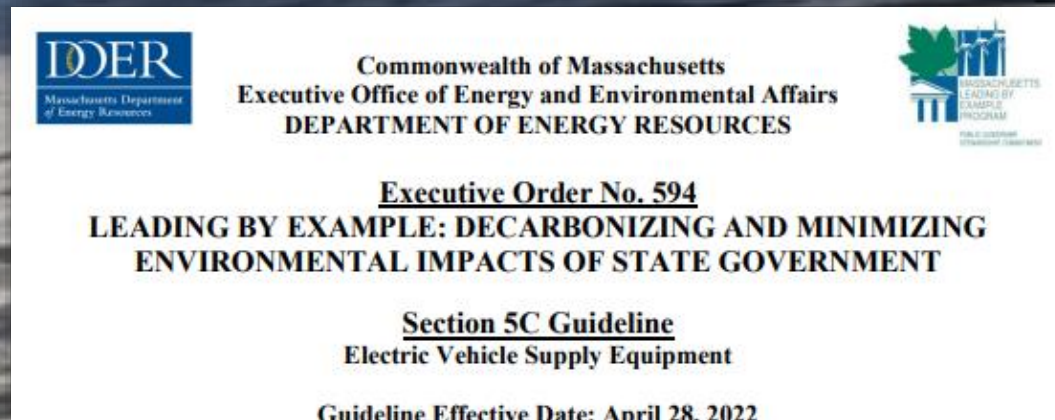 DOER
Massachusetts Department
of Energy Resources
Commonwealth of Massachusetts
Executive Office of Energy and Environmental Affairs
DEPARTMENT OF ENERGY RESOURCES
MASSACHUSETTS
LEADING BY
EXAMPLE
PROGRAM
Executive Order No. 594
LEADING BY EXAMPLE: DECARBONIZING AND MINIMIZING
ENVIRONMENTAL IMPACTS OF STATE GOVERNMENT
Section 5C Guideline
Electric Vehicle Supply Equipment
Guideline Effective Date: April 28, 2022